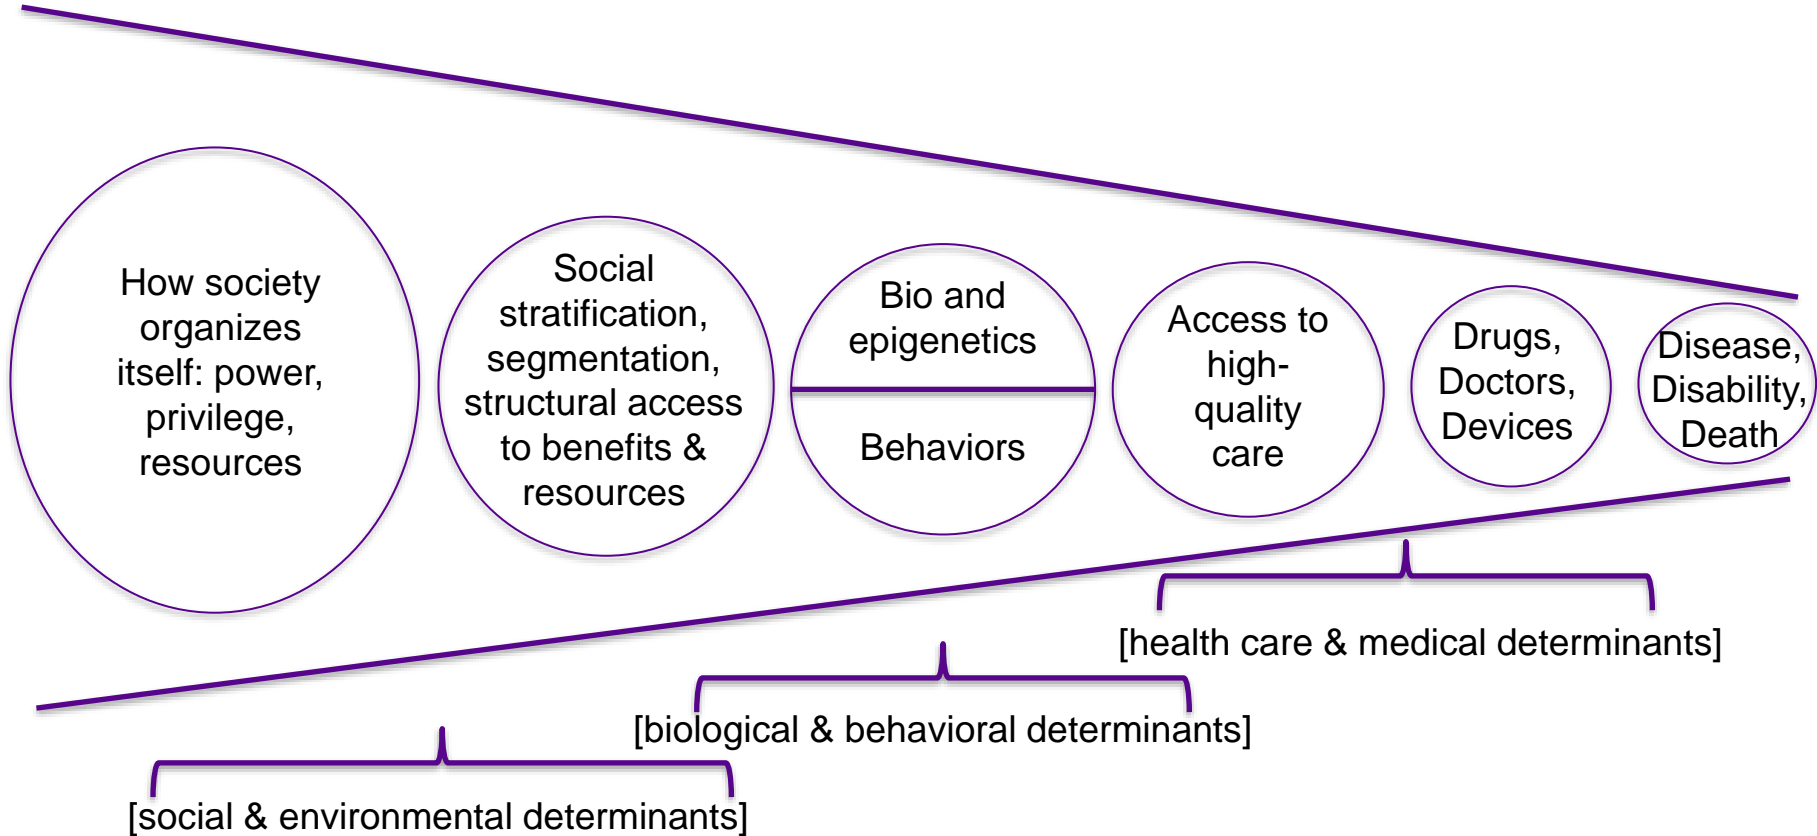 How society
organizes
itself: power,
privilege,
resources
Social
stratification,
segmentation,
structural access
to benefits &
resources
Bio and
epigenetics
Behaviors
Access to
high-
quality
care
Drugs,
Doctors,
Devices
Disease,
Disability,
Death
[health care & medical determinants]
[biological & behavioral determinants]
[social & environmental determinants]